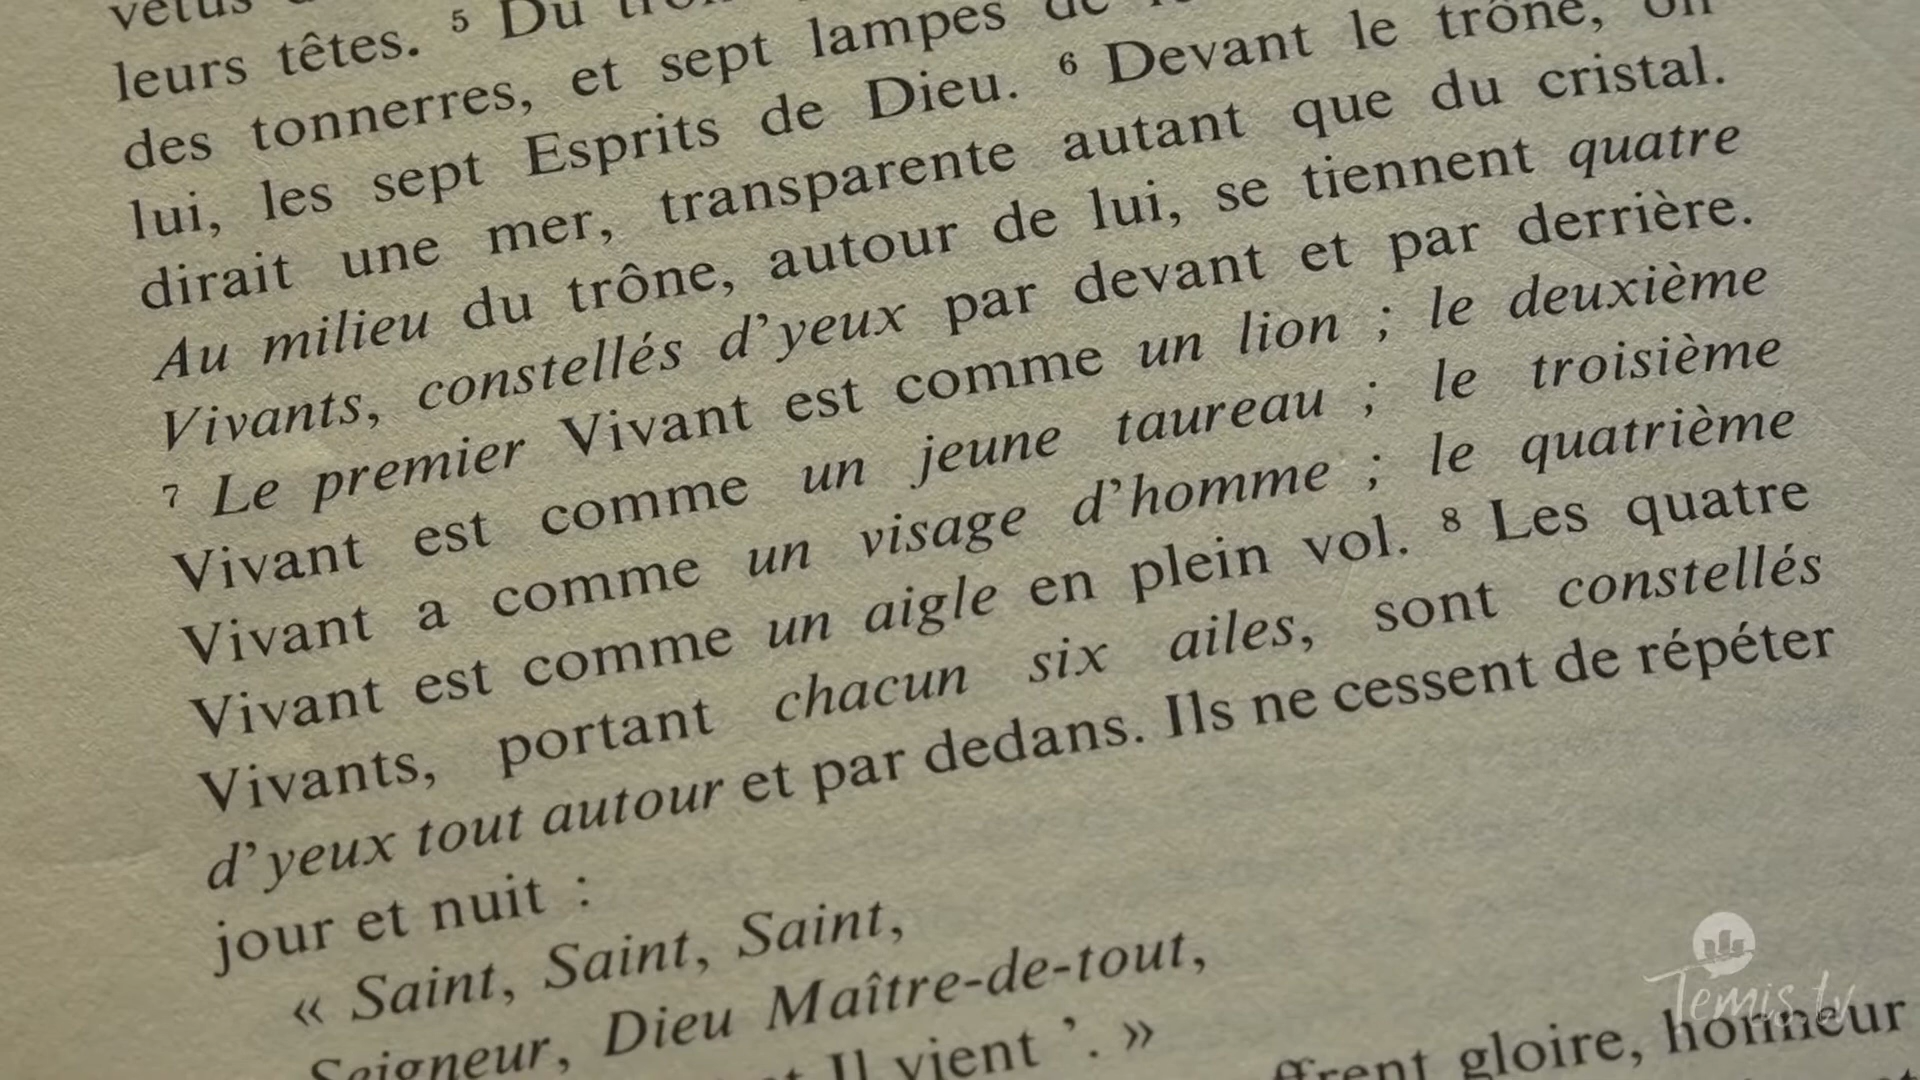 vêtus
leurs têtes. ⁵ Du
des tonnerres, et sept lampes de
lui, les sept Esprits de Dieu. ⁶ Devant le trône, on
dirait une mer, transparente autant que du cristal.
Au milieu du trône, autour de lui, se tiennent quatre
Vivants, constellés d’yeux par devant et par derrière.
⁷ Le premier Vivant est comme un lion ; le deuxième
Vivant est comme un jeune taureau ; le troisième
Vivant a comme un visage d’homme ; le quatrième
Vivant est comme un aigle en plein vol. ⁸ Les quatre
Vivants, portant chacun six ailes, sont constellés
d’yeux tout autour et par dedans. Ils ne cessent de répéter
jour et nuit :
« Saint, Saint, Saint,
Seigneur, Dieu Maître-de-tout,
Il vient ’. »
gloire, honneur
Temis.tv